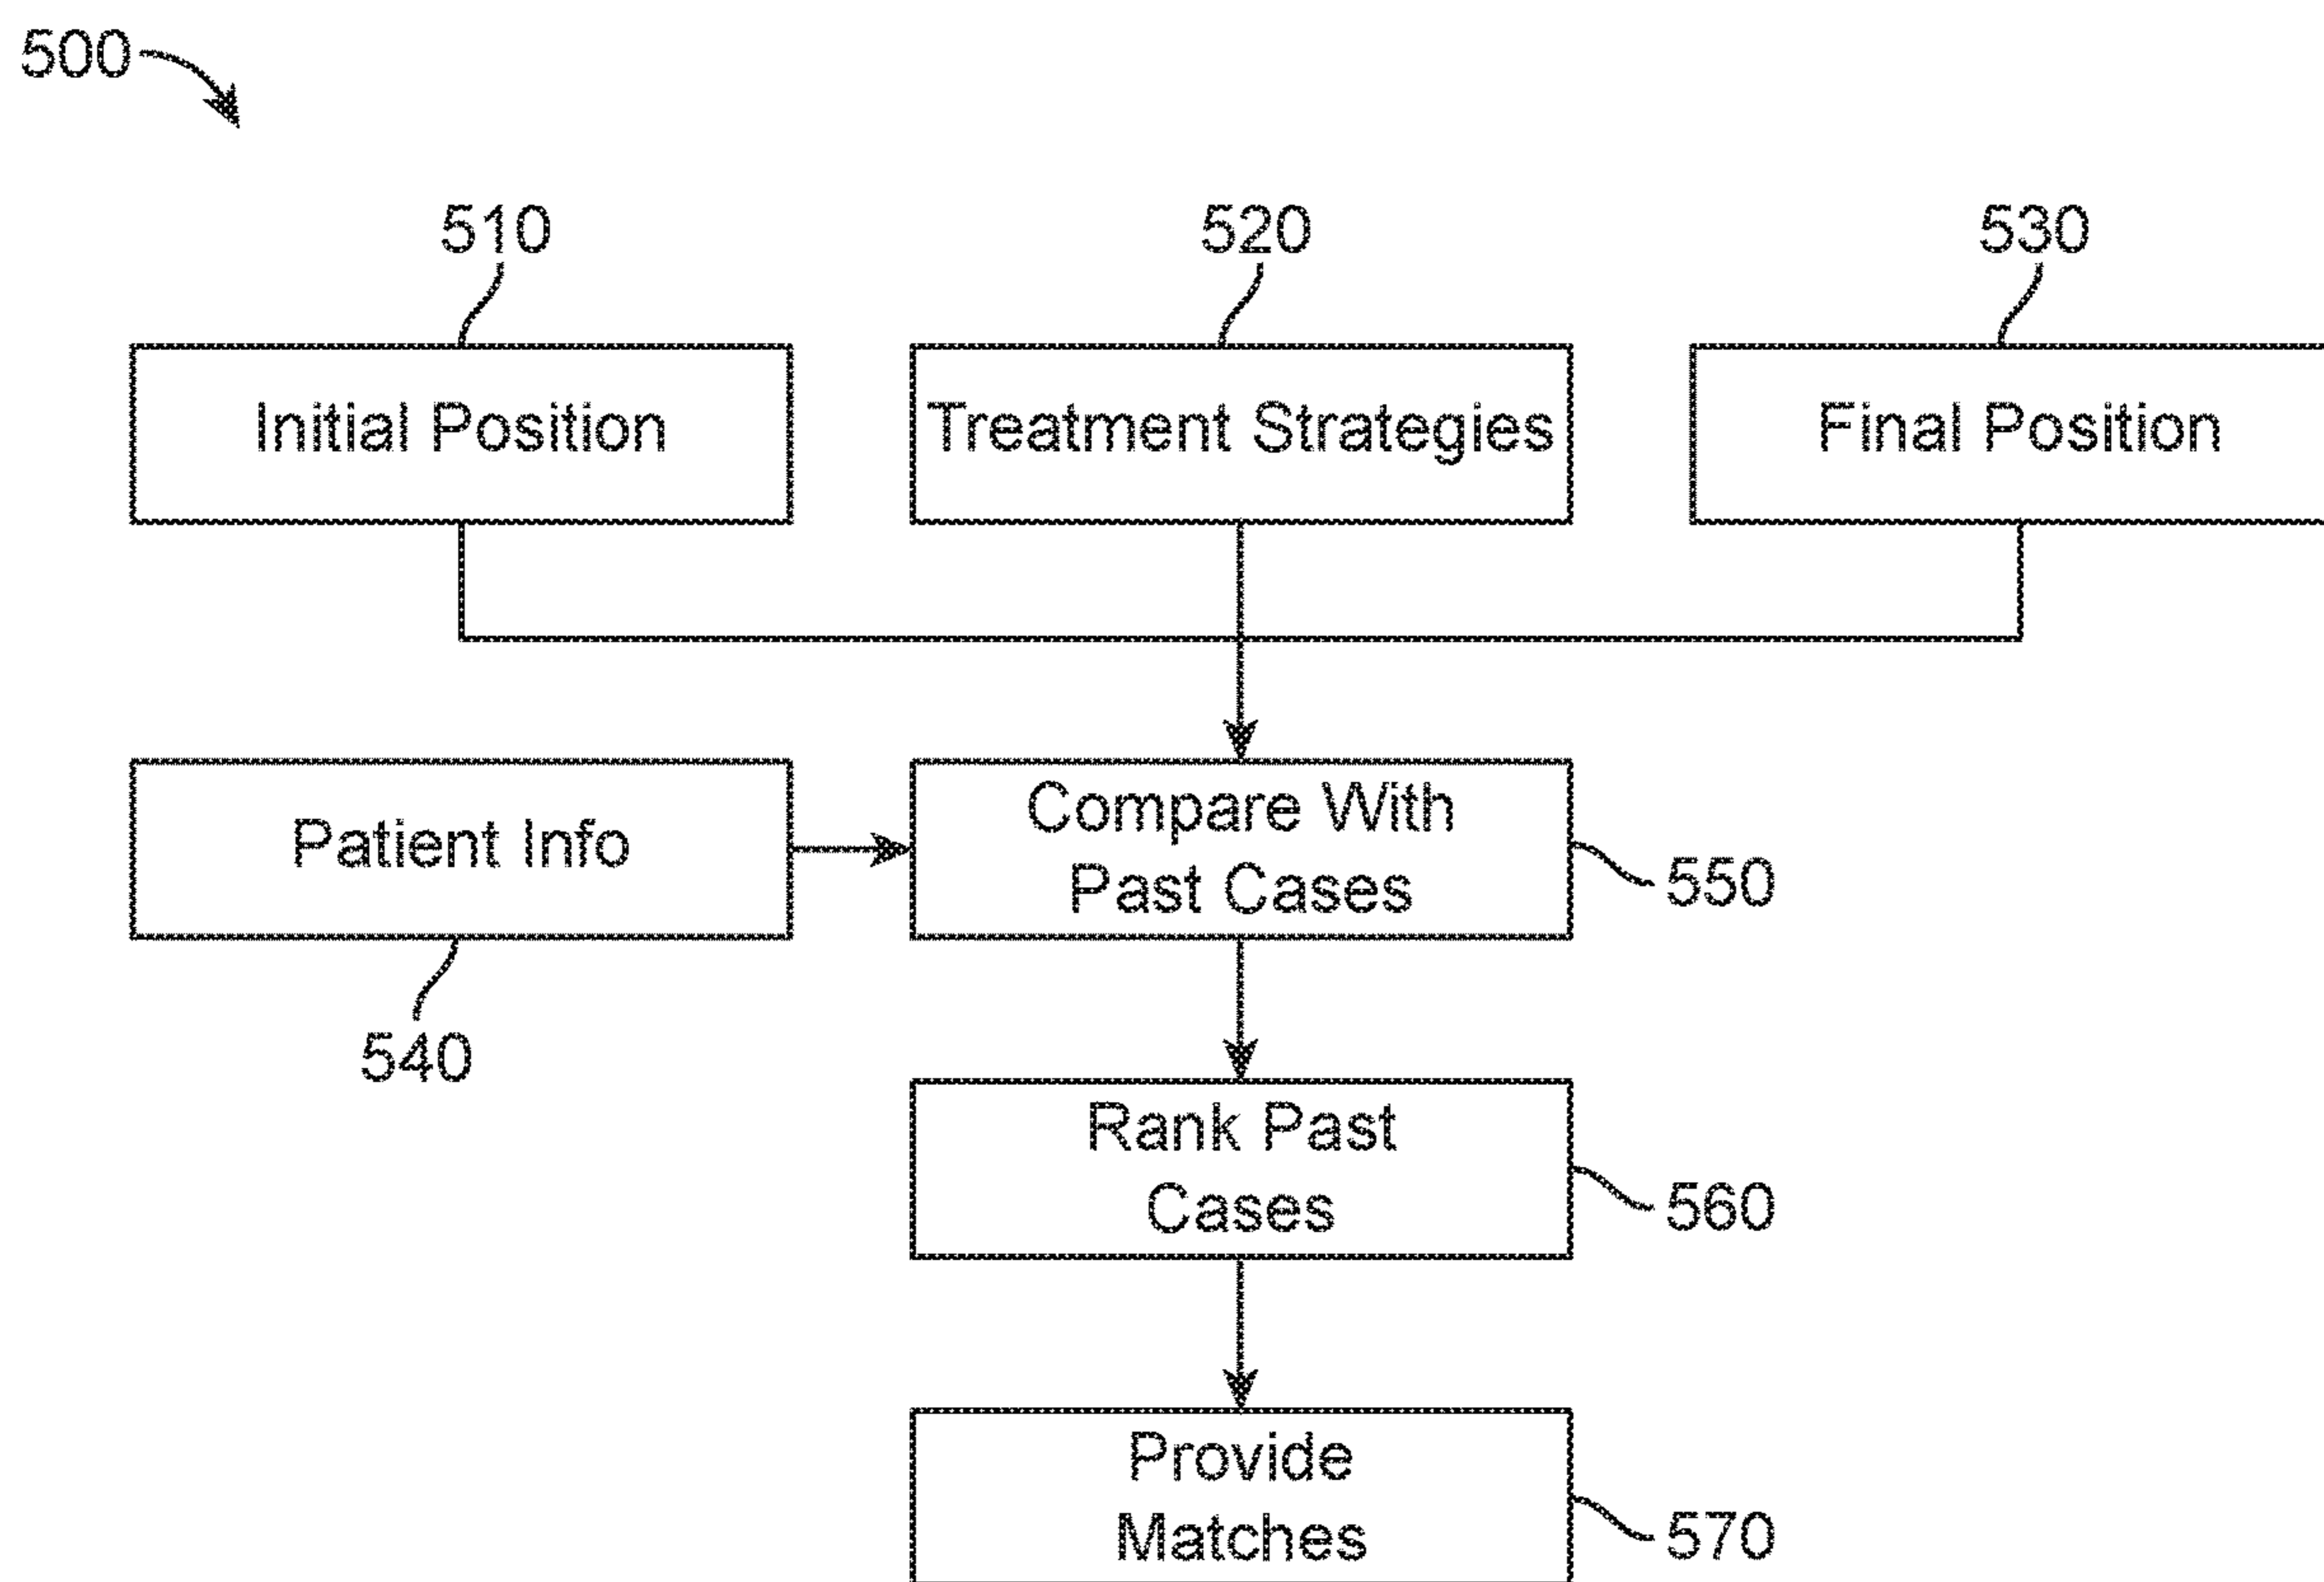 500
510
520
530
Initial Position
Treatment Strategies
Final Position
Patient Info
Compare With
Past Cases
550
540
Rank Past
Cases
560
Provide
Matches
570